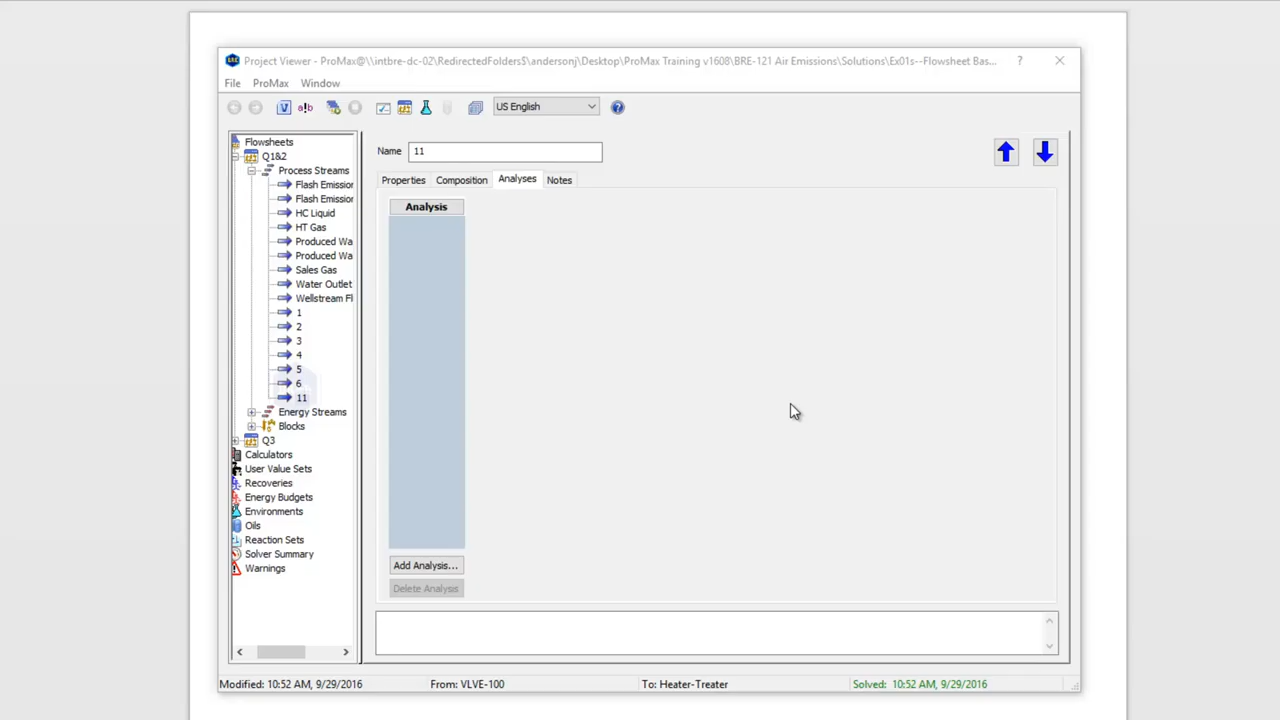 Project Viewer - ProMax@\\intbre-dc-02\RedirectedFolders$\andersonj\Desktop\ProMax Training v1608\BRE-121 Air Emissions\Solutions\Ex01s--Flowsheet Bas...
File ProMax Window
US English
Flowsheets
Q1&2
Process Streams
Flash Emission
Flash Emission
HC Liquid
HT Gas
Produced Wa
Produced Wa
Sales Gas
Water Outlet
Wellstream Fl
1
2
3
4
5
6
11
Energy Streams
Blocks
Q3
Calculators
User Value Sets
Recoveries
Energy Budgets
Environments
Oils
Reaction Sets
Solver Summary
Warnings
Name 11
Properties Composition Analyses Notes
Analysis
Add Analysis...
Delete Analysis
Modified: 10:52 AM, 9/29/2016 From: VLVE-100 To: Heater-Treater Solved: 10:52 AM, 9/29/2016